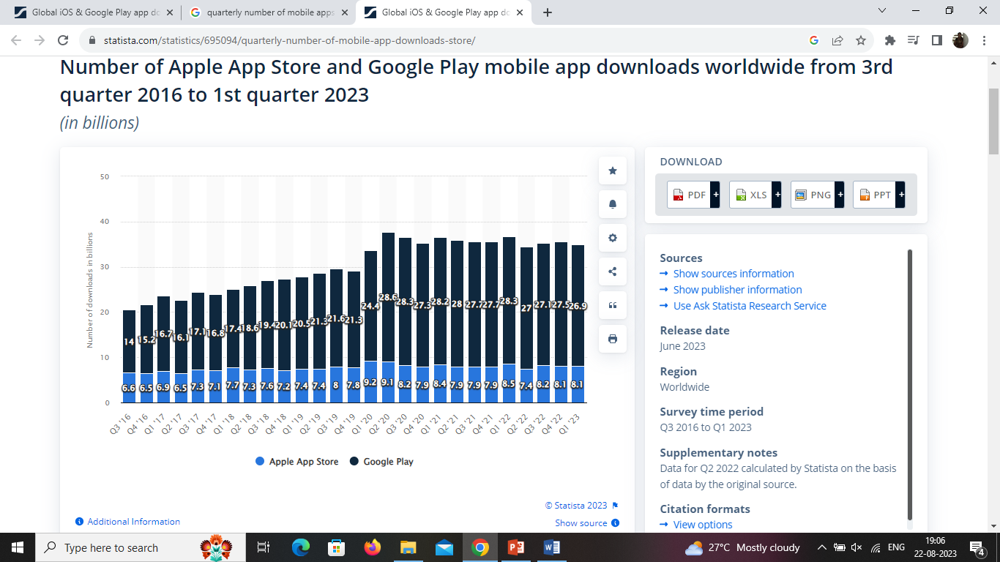 Global iOS & Google Play app do
quarterly number of mobile apps
Global iOS & Google Play app do
statista.com/statistics/695094/quarterly-number-of-mobile-app-downloads-store/
Number of Apple App Store and Google Play mobile app downloads worldwide from 3rd
quarter 2016 to 1st quarter 2023
(in billions)
50
40
30
20
10
0
Number of downloads in billions
14 15.2 16.7 16.1 17.1 16.8 17.4 18.6 19.4 20.1 20.5 21.3 21.6 21.3 24.4 28.6 28.3 27.3 28.2 28 27.7 27.7 28.3 27 27.1 27.5 26.9
6.6 6.5 6.9 6.5 7.3 7.1 7.7 7.3 7.6 7.2 7.4 7.4 8 7.8 9.2 9.1 8.2 7.9 8.4 7.9 7.9 7.9 8.5 7.4 8.2 8.1 8.1
Q3 '16 Q4 '16 Q1 '17 Q2 '17 Q3 '17 Q4 '17 Q1 '18 Q2 '18 Q3 '18 Q4 '18 Q1 '19 Q2 '19 Q3 '19 Q4 '19 Q1 '20 Q2 '20 Q3 '20 Q4 '20 Q1 '21 Q2 '21 Q3 '21 Q4 '21 Q1 '22 Q2 '22 Q3 '22 Q4 '22 Q1 '23
Apple App Store Google Play
© Statista 2023
Additional Information
Show source
DOWNLOAD
PDF + XLS + PNG + PPT +
Sources
→ Show sources information
→ Show publisher information
→ Use Ask Statista Research Service
Release date
June 2023
Region
Worldwide
Survey time period
Q3 2016 to Q1 2023
Supplementary notes
Data for Q2 2022 calculated by Statista on the basis
of data by the original source.
Citation formats
→ View options
Type here to search
27°C Mostly cloudy
ENG
19:06
22-08-2023
4